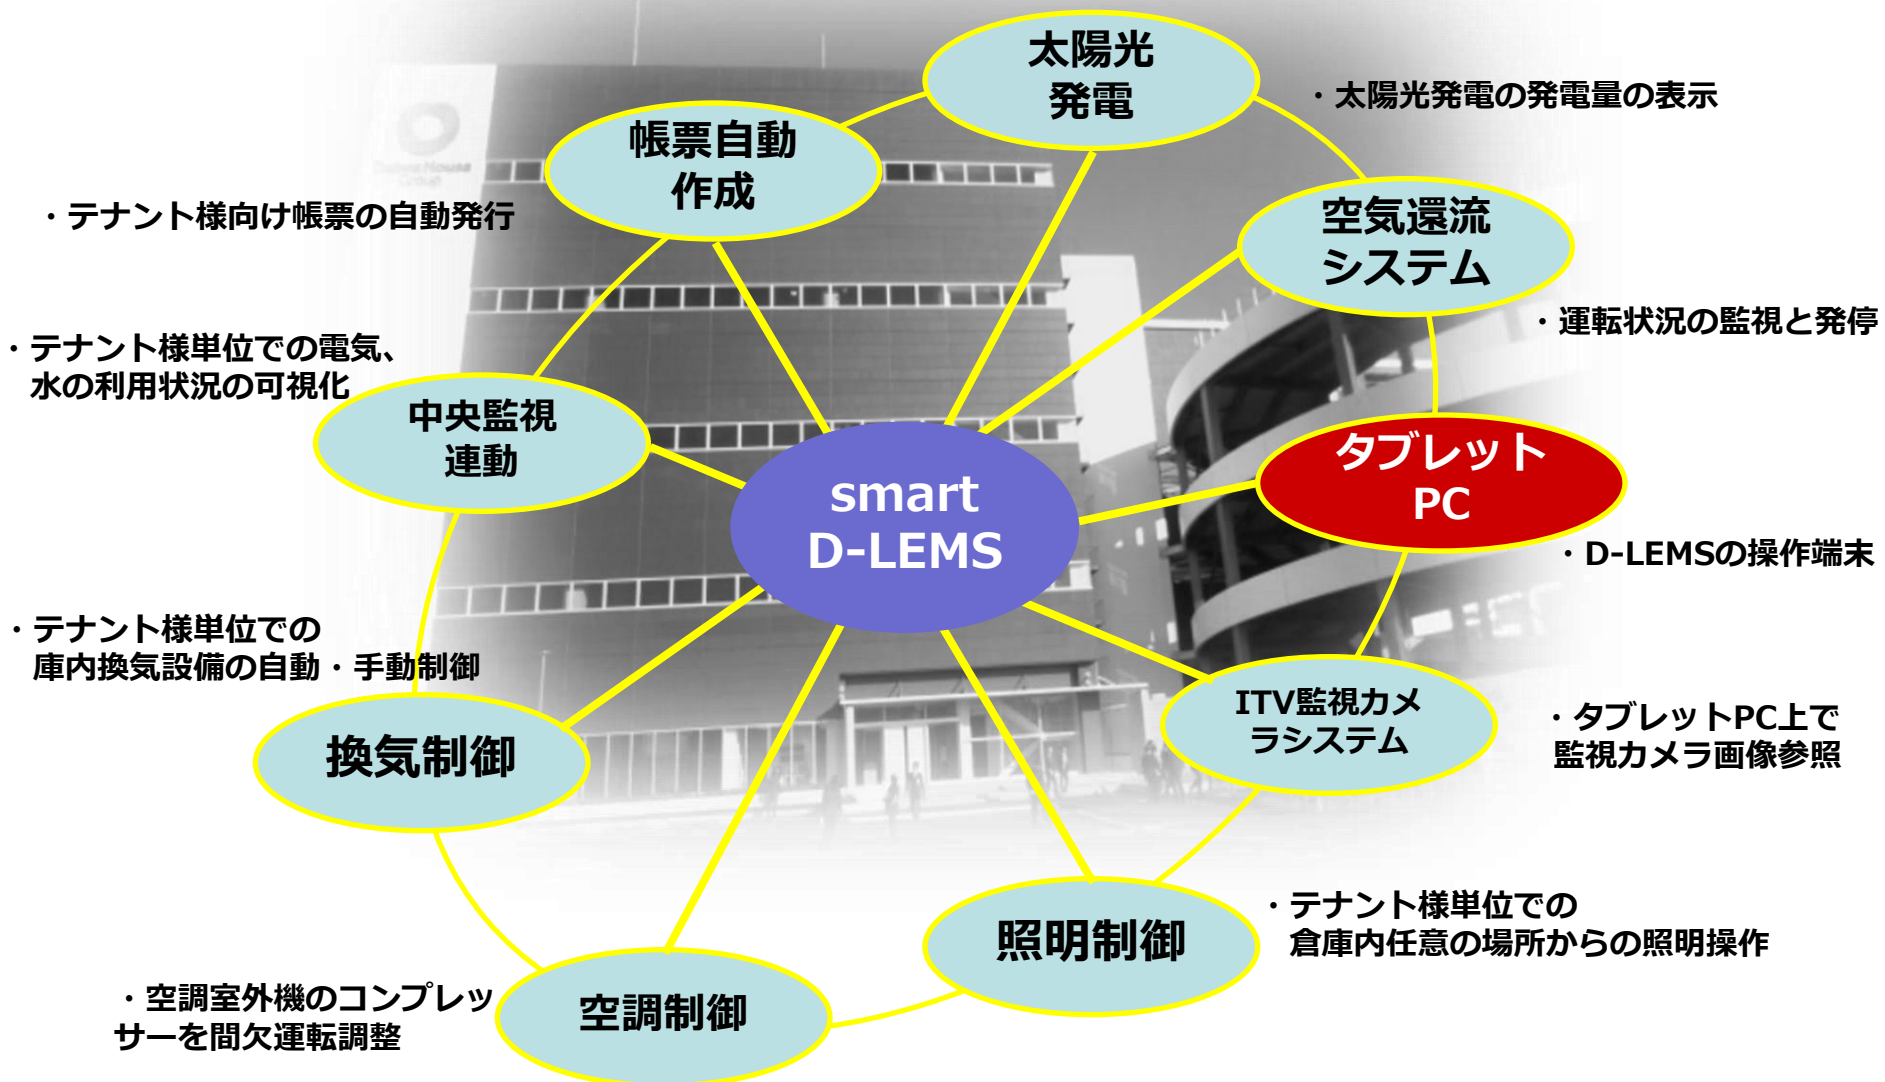 太陽光
発電
・太陽光発電の発電量の表示
帳票自動
作成
・テナント様向け帳票の自動発行
空気還流
システム
・運転状況の監視と発停
・テナント様単位での電気、
水の利用状況の可視化
中央監視
連動
タブレット
PC
・D-LEMSの操作端末
smart
D-LEMS
・テナント様単位での
庫内換気設備の自動・手動制御
換気制御
ITV監視カメ
ラシステム
・タブレットPC上で
監視カメラ画像参照
照明制御
・テナント様単位での
倉庫内任意の場所からの照明操作
・空調室外機のコンプレッ
サーを間欠運転調整
空調制御
Daiwa House
Group